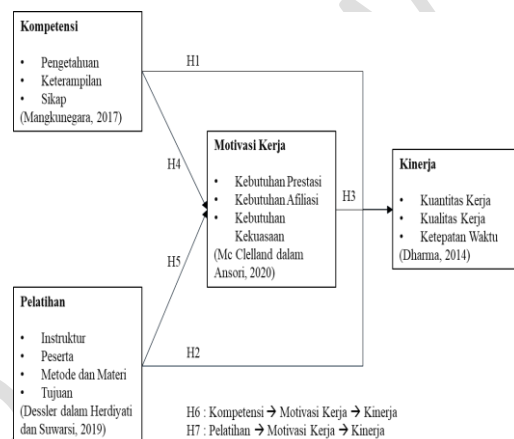 Kompetensi
• Pengetahuan
• Keterampilan
• Sikap
(Mangkunegara, 2017)
H1
H4
Motivasi Kerja
• Kebutuhan Prestasi
• Kebutuhan Afiliasi
• Kebutuhan
Kekuasaan
(Mc Clelland dalam
Ansori, 2020)
H3
Kinerja
• Kuantitas Kerja
• Kualitas Kerja
• Ketepatan Waktu
(Dharma, 2014)
H5
Pelatihan
• Instruktur
• Peserta
• Metode dan Materi
• Tujuan
(Dessler dalam Herdiyati
dan Suwarsi, 2019)
H2
H6 : Kompetensi → Motivasi Kerja → Kinerja
H7 : Pelatihan → Motivasi Kerja → Kinerja